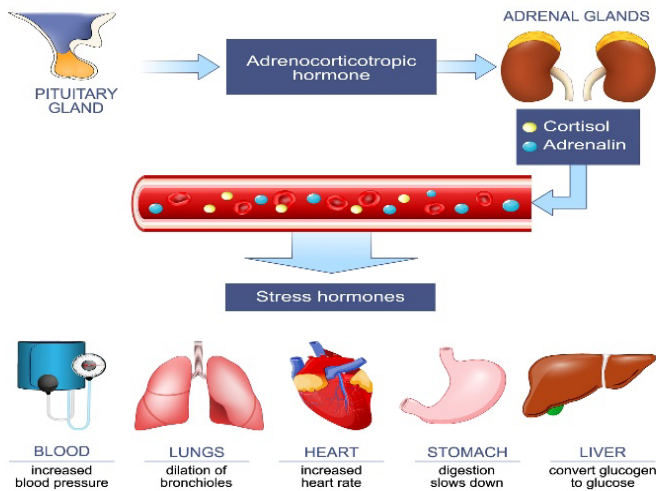 PITUITARY
GLAND
Adrenocorticotropic
hormone
ADRENAL GLANDS
Cortisol
Adrenalin
Stress hormones
BLOOD
increased
blood pressure
LUNGS
dilation of
bronchioles
HEART
increased
heart rate
STOMACH
digestion
slows down
LIVER
convert glucogen
to glucose